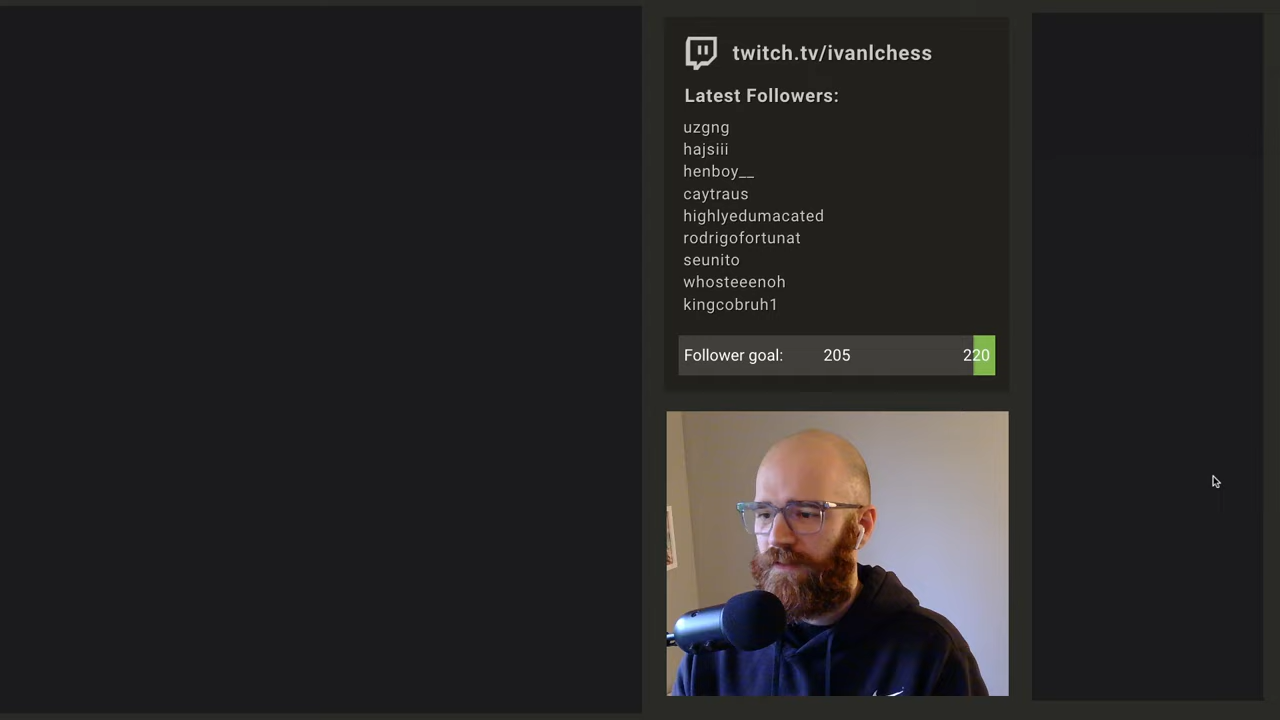 twitch.tv/ivanlchess
Latest Followers:
uzgng
hajsiii
henboy__
caytraus
highlyedumacated
rodrigofortunat
seunito
whosteeenoh
kingcobruh1
Follower goal: 205 220